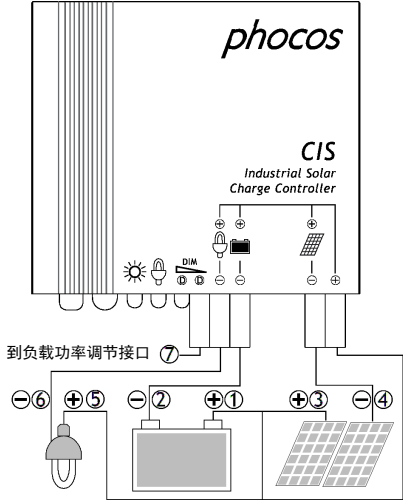 phocos
CIS
Industrial Solar
Charge Controller
DIM
到负载功率调节接口 ⑦
⊖⑥ ⊕⑤ ⊖② ⊕① ⊕③ ⊖④